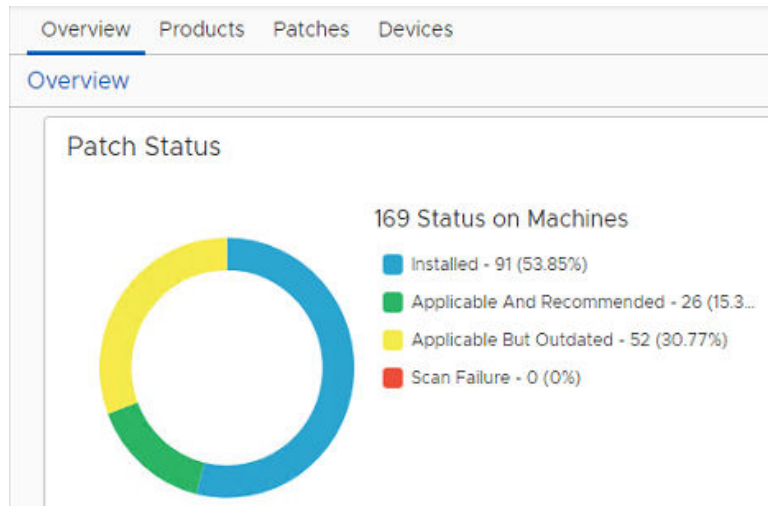 Overview Products Patches Devices
Overview
Patch Status
169 Status on Machines
Installed - 91 (53.85%)
Applicable And Recommended - 26 (15.3...
Applicable But Outdated - 52 (30.77%)
Scan Failure - 0 (0%)